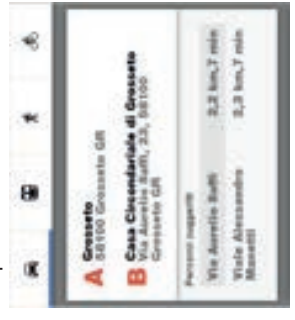 A Grosseto
58100 Grosseto GR
B Casa Circondariale di Grosseto
Via Aurelio Saffi, 23, 58100
Grosseto GR
Percorsi suggeriti
Via Aurelio Saffi 2,2 km, 7 min
Viale Alessandro 2,3 km, 7 min
Manetti